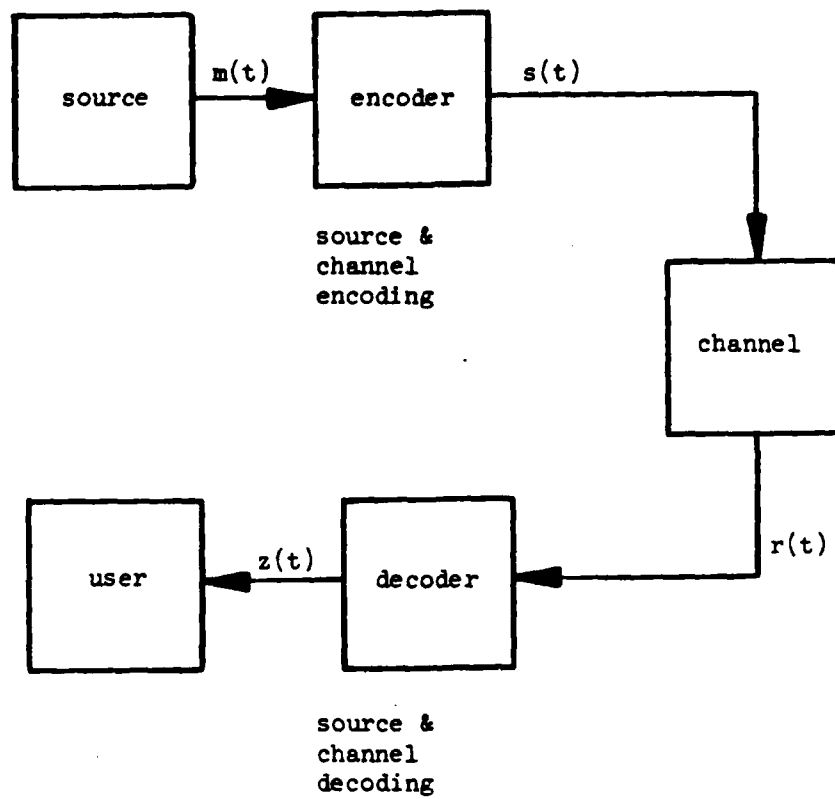 m(t)
s(t)
source
encoder
source &
channel
encoding
channel
z(t)
r(t)
user
decoder
source &
channel
decoding